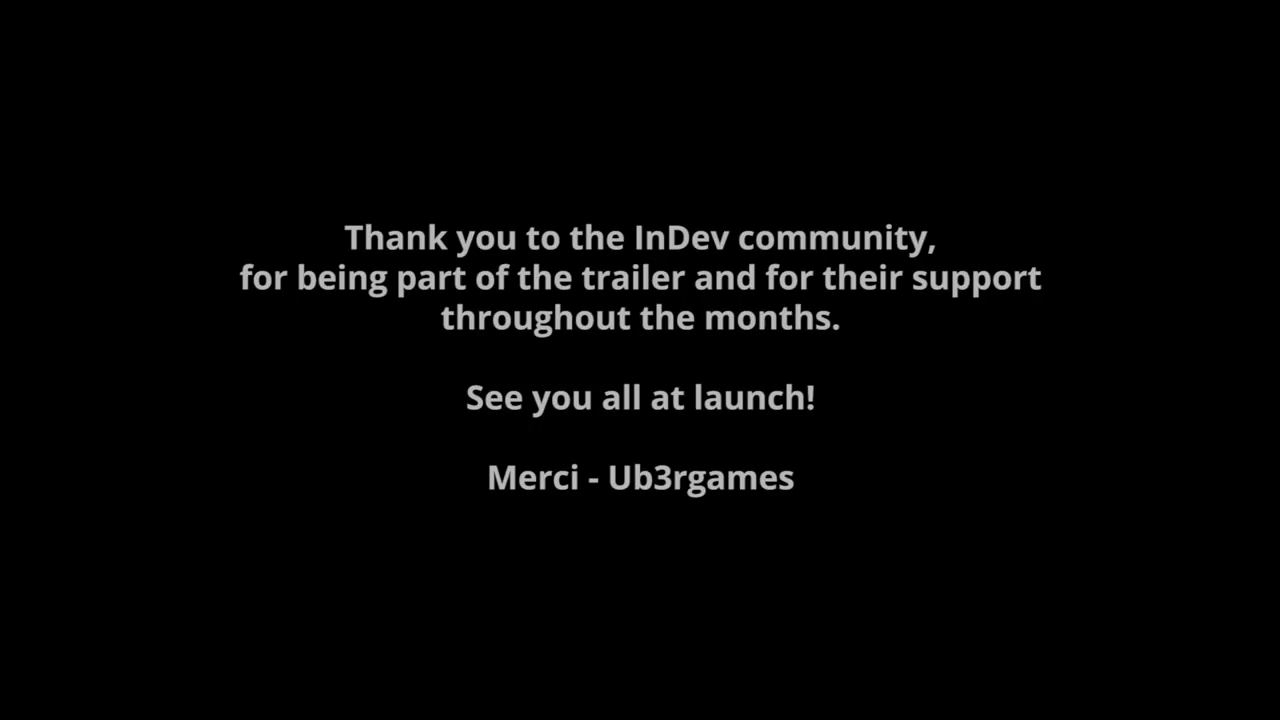 Thank you to the InDev community,
for being part of the trailer and for their support
throughout the months.
See you all at launch!
Merci - Ub3rgames